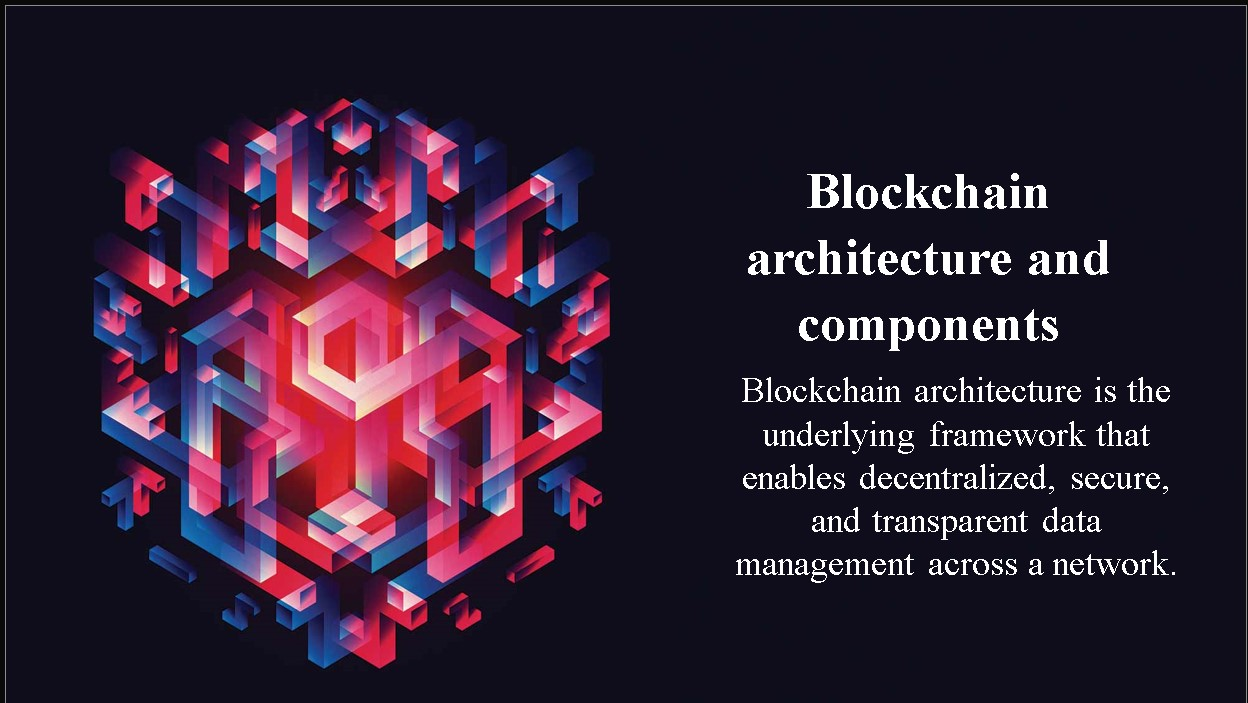 Blockchain
architecture and
components
Blockchain architecture is the
underlying framework that
enables decentralized, secure,
and transparent data
management across a network.